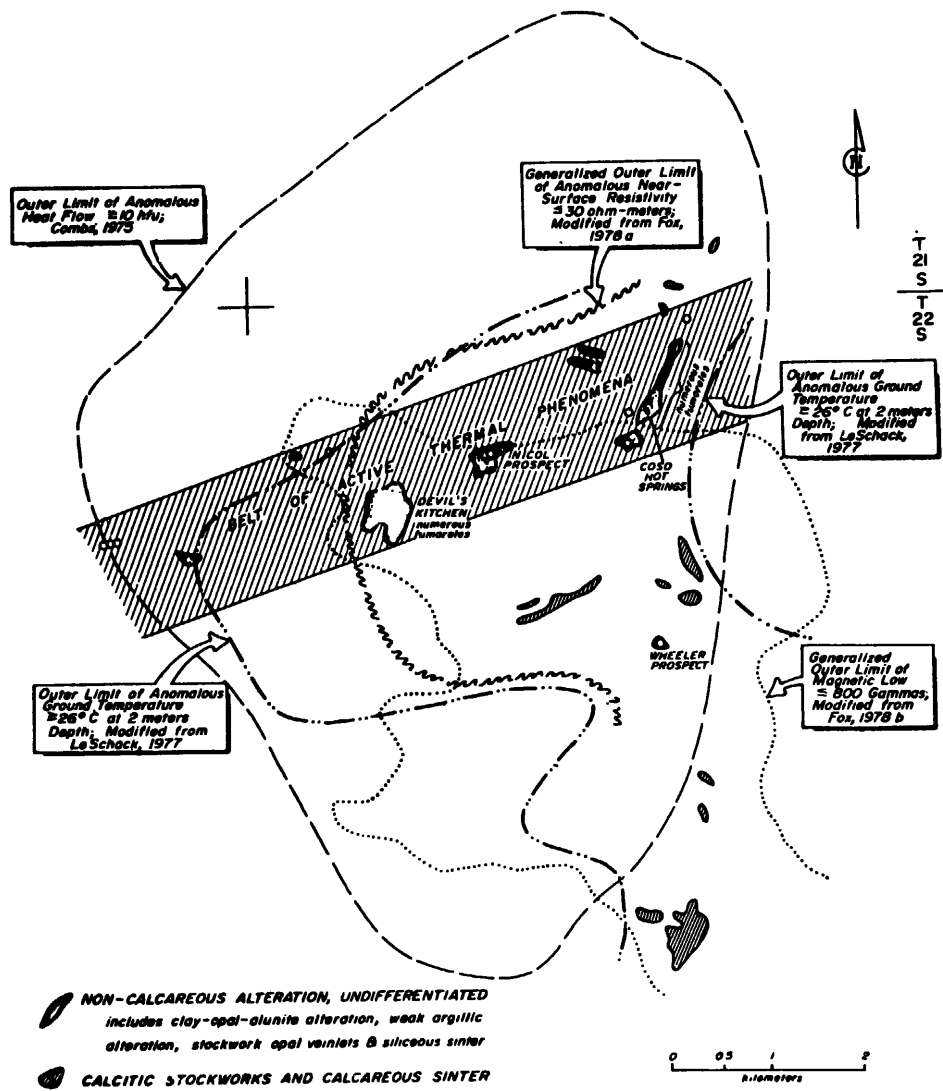 Generalized Outer Limit
of Anomalous Near-
Surface Resistivity
≤ 30 ohm-meters;
Modified from Fox,
1978 a
N
Outer Limit of Anomalous
Heat Flow ≥ 10 hfu;
Combs, 1975
T
21
S
T
22
S
Outer Limit of
Anomalous Ground
Temperature
≥ 26° C at 2 meters
Depth; Modified
from LeSchack,
1977
BELT OF ACTIVE THERMAL PHENOMENA
numerous
fumaroles
NICOL
PROSPECT
COSO
HOT
SPRINGS
DEVIL'S
KITCHEN
numerous
fumaroles
WHEELER
PROSPECT
Generalized
Outer Limit of
Magnetic Low
≤ 800 Gammas;
Modified from
Fox, 1978 b
Outer Limit of Anomalous
Ground Temperature
≥ 26° C at 2 meters
Depth; Modified from
LeSchack, 1977
NON-CALCAREOUS ALTERATION, UNDIFFERENTIATED
includes clay-opal-alunite alteration, weak argillic
alteration, stockwork opal veinlets & siliceous sinter
CALCITIC STOCKWORKS AND CALCAREOUS SINTER
0 0.5 1 2
kilometers